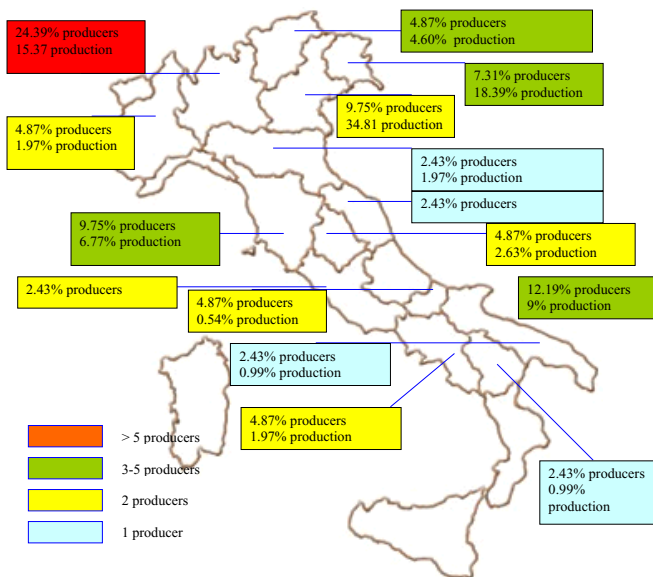 24.39% producers
15.37 production
4.87% producers
4.60% production
7.31% producers
18.39% production
9.75% producers
34.81 production
4.87% producers
1.97% production
2.43% producers
1.97% production
2.43% producers
9.75% producers
6.77% production
4.87% producers
2.63% production
2.43% producers
4.87% producers
0.54% production
12.19% producers
9% production
2.43% producers
0.99% production
4.87% producers
1.97% production
2.43% producers
0.99%
production
> 5 producers
3-5 producers
2 producers
1 producer